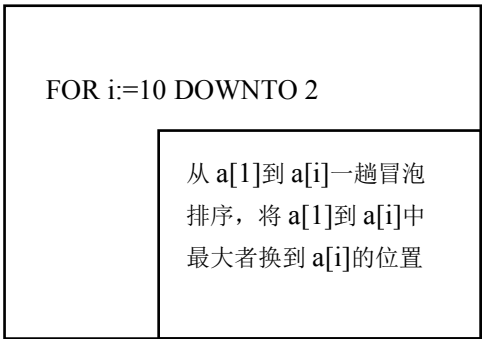 FOR i:=10 DOWNTO 2
从 a[1]到 a[i]一趟冒泡
排序，将 a[1]到 a[i]中
最大者换到 a[i]的位置